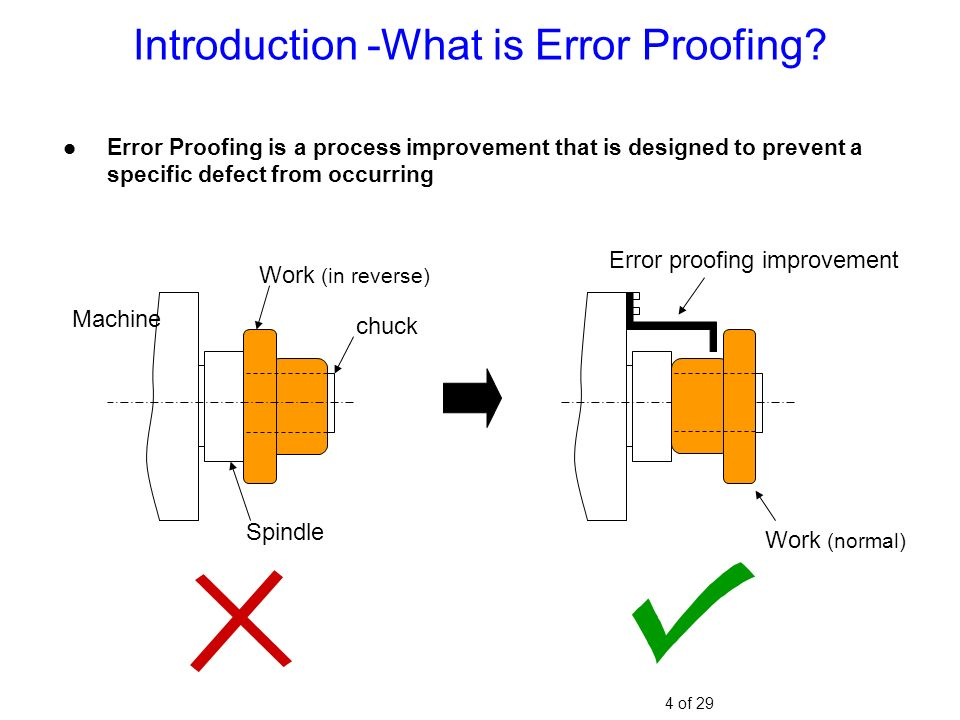 Introduction -What is Error Proofing?
● Error Proofing is a process improvement that is designed to prevent a
specific defect from occurring
Error proofing improvement
Work (in reverse)
Machine
chuck
Spindle
Work (normal)
4 of 29